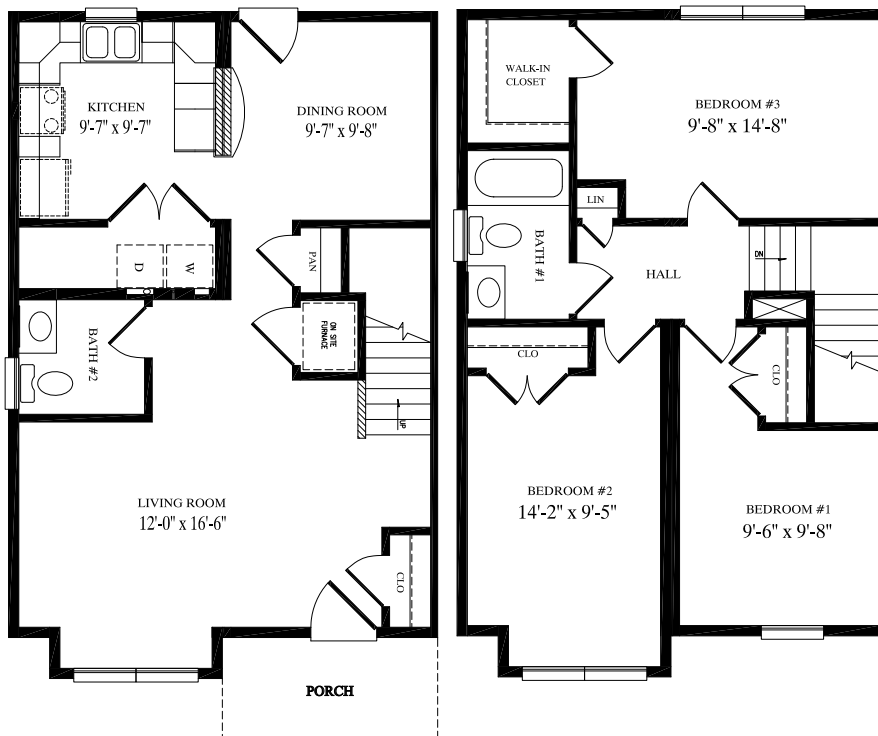 KITCHEN
9'-7" x 9'-7"
DINING ROOM
9'-7" x 9'-8"
D
W
PAN
BATH #2
ON SITE
FURNACE
UP
LIVING ROOM
12'-0" x 16'-6"
CLO
PORCH
WALK-IN
CLOSET
BEDROOM #3
9'-8" x 14'-8"
LIN
BATH #1
HALL
DN
CLO
CLO
BEDROOM #2
14'-2" x 9'-5"
BEDROOM #1
9'-6" x 9'-8"